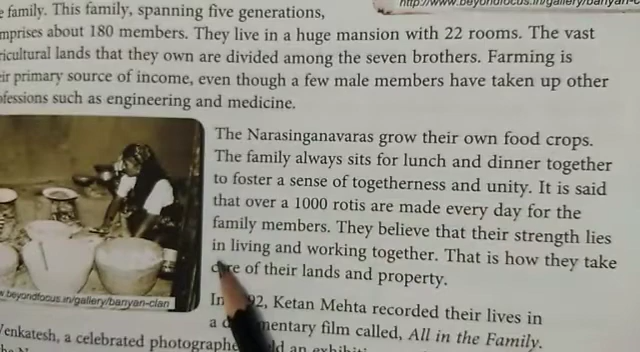 http://www.beyondfocus.in/gallery/banyan-c
family. This family, spanning five generations,
mprises about 180 members. They live in a huge mansion with 22 rooms. The vast
ricultural lands that they own are divided among the seven brothers. Farming is
eir primary source of income, even though a few male members have taken up other
ofessions such as engineering and medicine.
The Narasinganavaras grow their own food crops.
The family always sits for lunch and dinner together
to foster a sense of togetherness and unity. It is said
that over a 1000 rotis are made every day for the
family members. They believe that their strength lies
in living and working together. That is how they take
of their lands and property.
w.beyondfocus.in/gallery/banyan-clan
In 92, Ketan Mehta recorded their lives in
a mentary film called, All in the Family.
Venkatesh, a celebrated photographe an exhibi